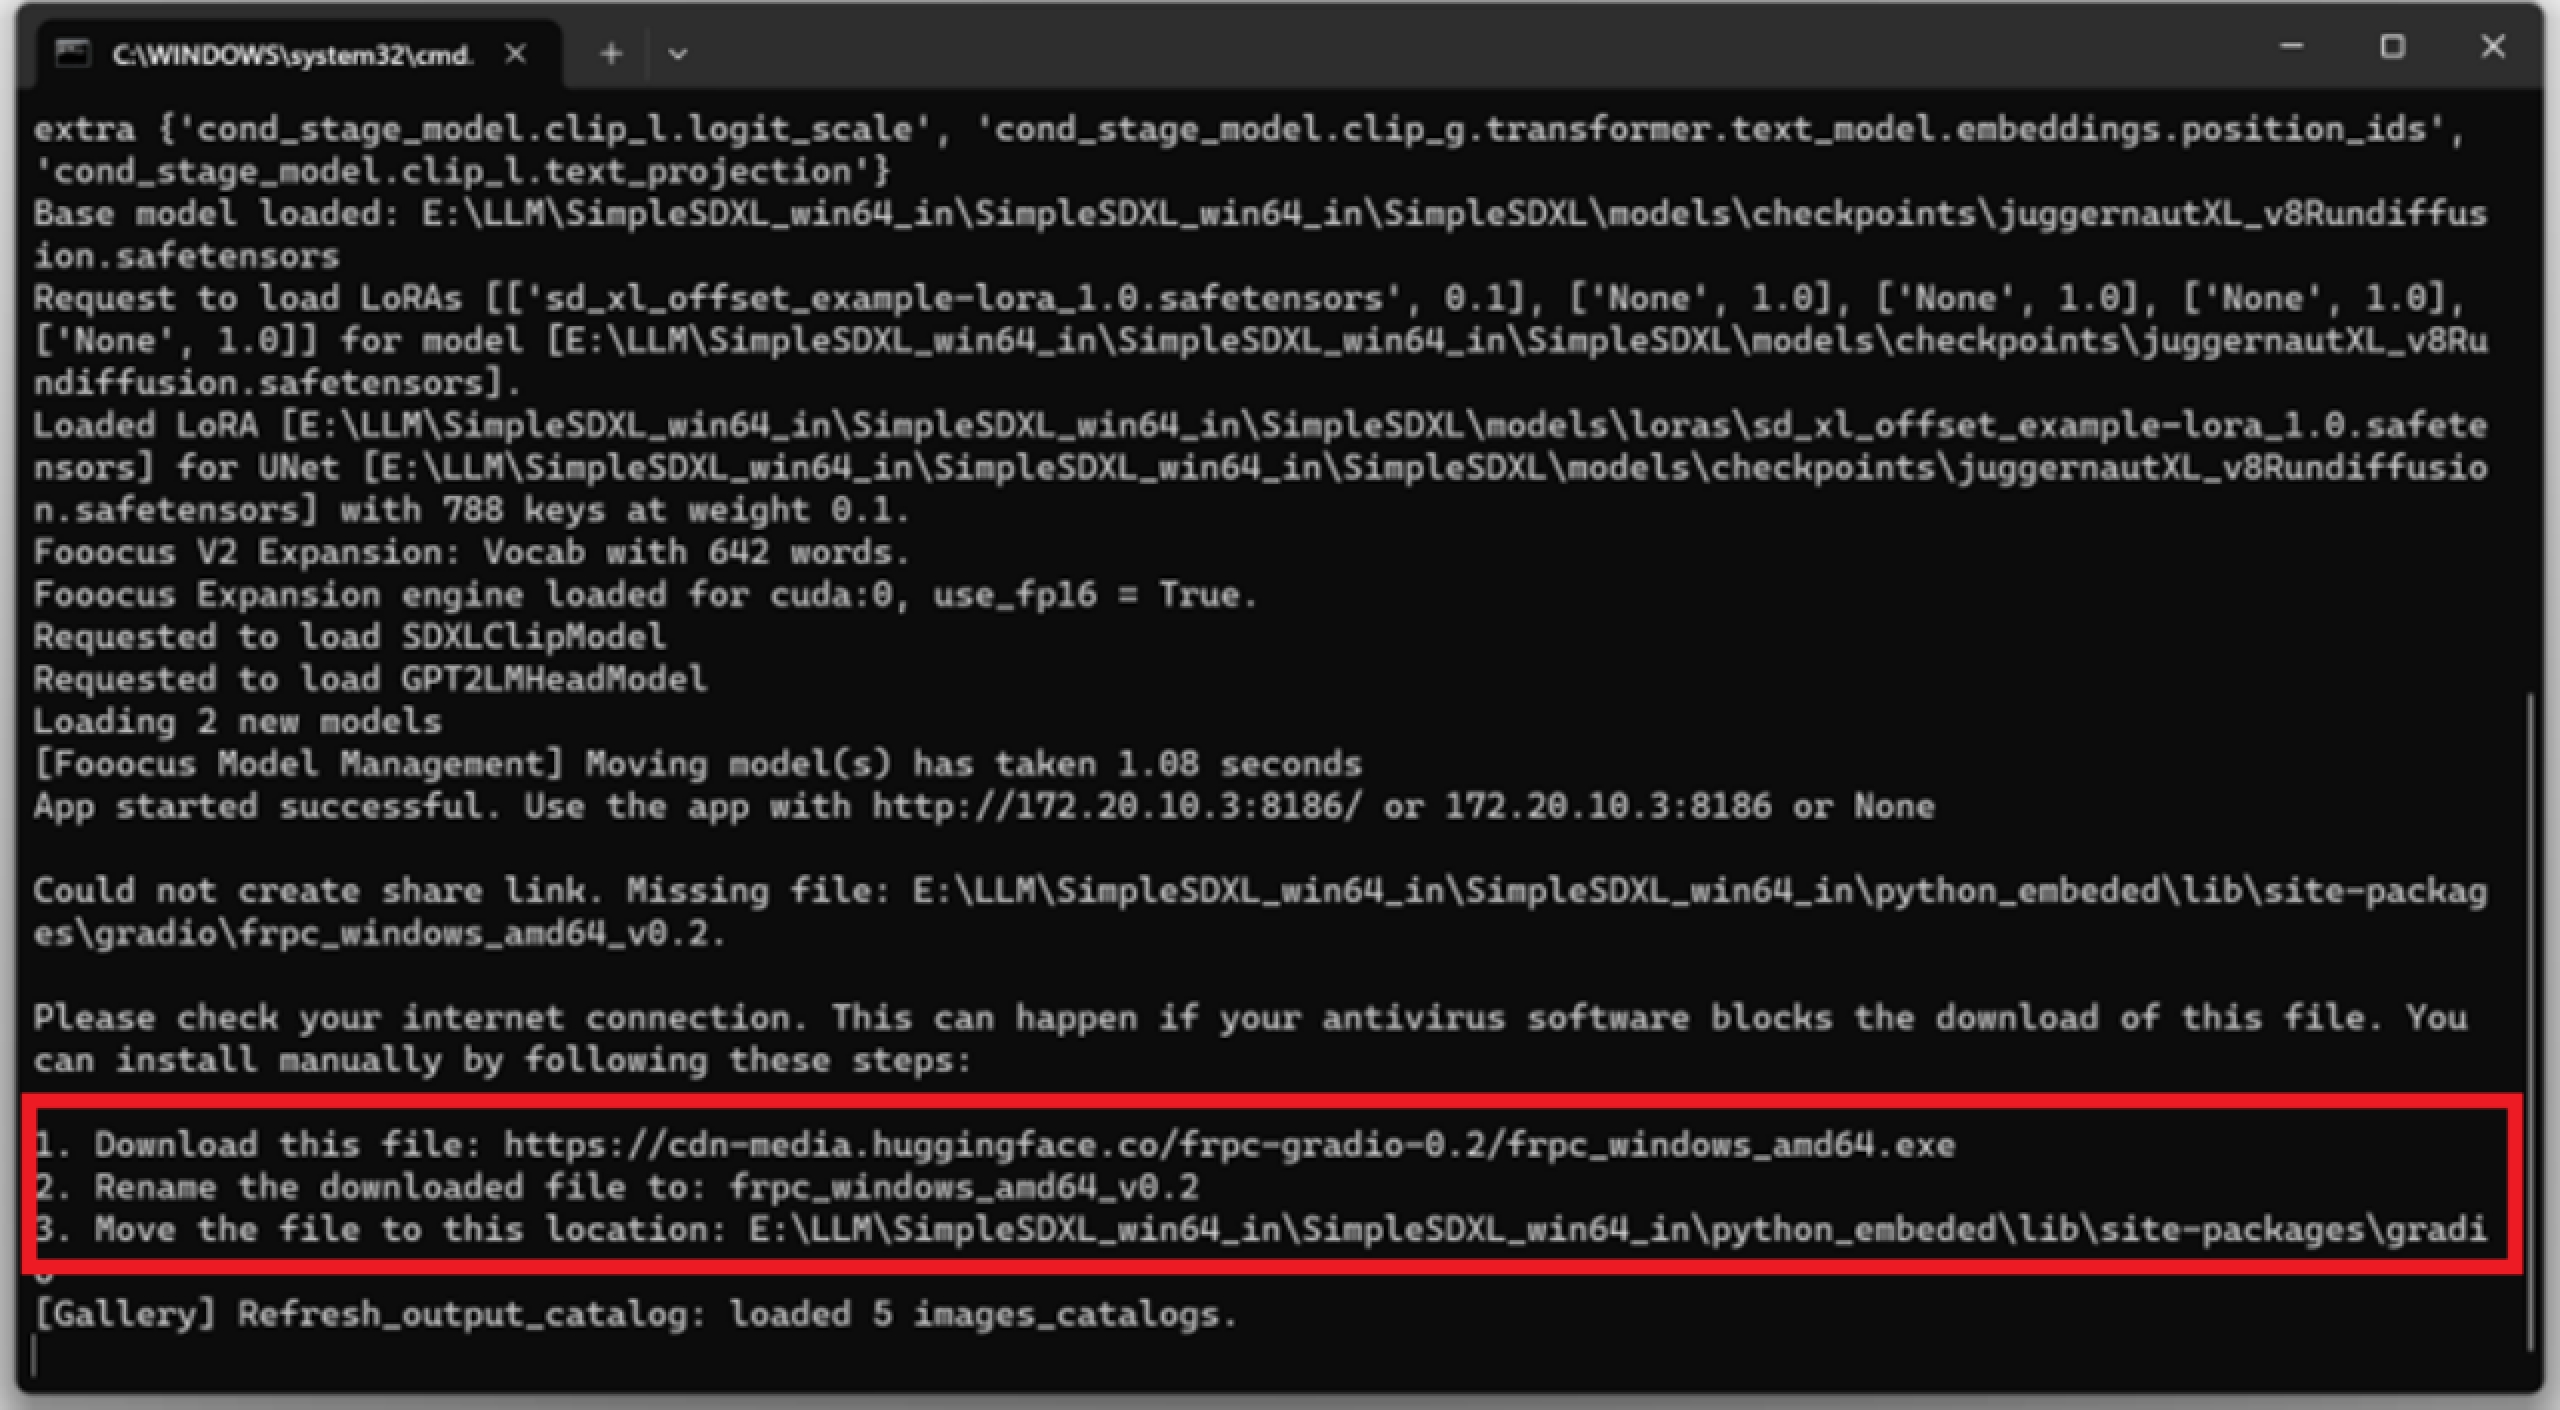 C:\WINDOWS\system32\cmd.
extra {'cond_stage_model.clip_l.logit_scale', 'cond_stage_model.clip_g.transformer.text_model.embeddings.position_ids',
'cond_stage_model.clip_l.text_projection'}
Base model loaded: E:\LLM\SimpleSDXL_win64_in\SimpleSDXL_win64_in\SimpleSDXL\models\checkpoints\juggernautXL_v8Rundiffus
ion.safetensors
Request to load LoRAs [['sd_xl_offset_example-lora_1.0.safetensors', 0.1], ['None', 1.0], ['None', 1.0], ['None', 1.0],
['None', 1.0]] for model [E:\LLM\SimpleSDXL_win64_in\SimpleSDXL_win64_in\SimpleSDXL\models\checkpoints\juggernautXL_v8Ru
ndiffusion.safetensors].
Loaded LoRA [E:\LLM\SimpleSDXL_win64_in\SimpleSDXL_win64_in\SimpleSDXL\models\loras\sd_xl_offset_example-lora_1.0.safete
nsors] for UNet [E:\LLM\SimpleSDXL_win64_in\SimpleSDXL_win64_in\SimpleSDXL\models\checkpoints\juggernautXL_v8Rundiffusio
n.safetensors] with 788 keys at weight 0.1.
Fooocus V2 Expansion: Vocab with 642 words.
Fooocus Expansion engine loaded for cuda:0, use_fp16 = True.
Requested to load SDXLClipModel
Requested to load GPT2LMHeadModel
Loading 2 new models
[Fooocus Model Management] Moving model(s) has taken 1.08 seconds
App started successful. Use the app with http://172.20.10.3:8186/ or 172.20.10.3:8186 or None
Could not create share link. Missing file: E:\LLM\SimpleSDXL_win64_in\SimpleSDXL_win64_in\python_embeded\lib\site-packag
es\gradio\frpc_windows_amd64_v0.2.
Please check your internet connection. This can happen if your antivirus software blocks the download of this file. You
can install manually by following these steps:
1. Download this file: https://cdn-media.huggingface.co/frpc-gradio-0.2/frpc_windows_amd64.exe
2. Rename the downloaded file to: frpc_windows_amd64_v0.2
3. Move the file to this location: E:\LLM\SimpleSDXL_win64_in\SimpleSDXL_win64_in\python_embeded\lib\site-packages\gradi
o
[Gallery] Refresh_output_catalog: loaded 5 images_catalogs.